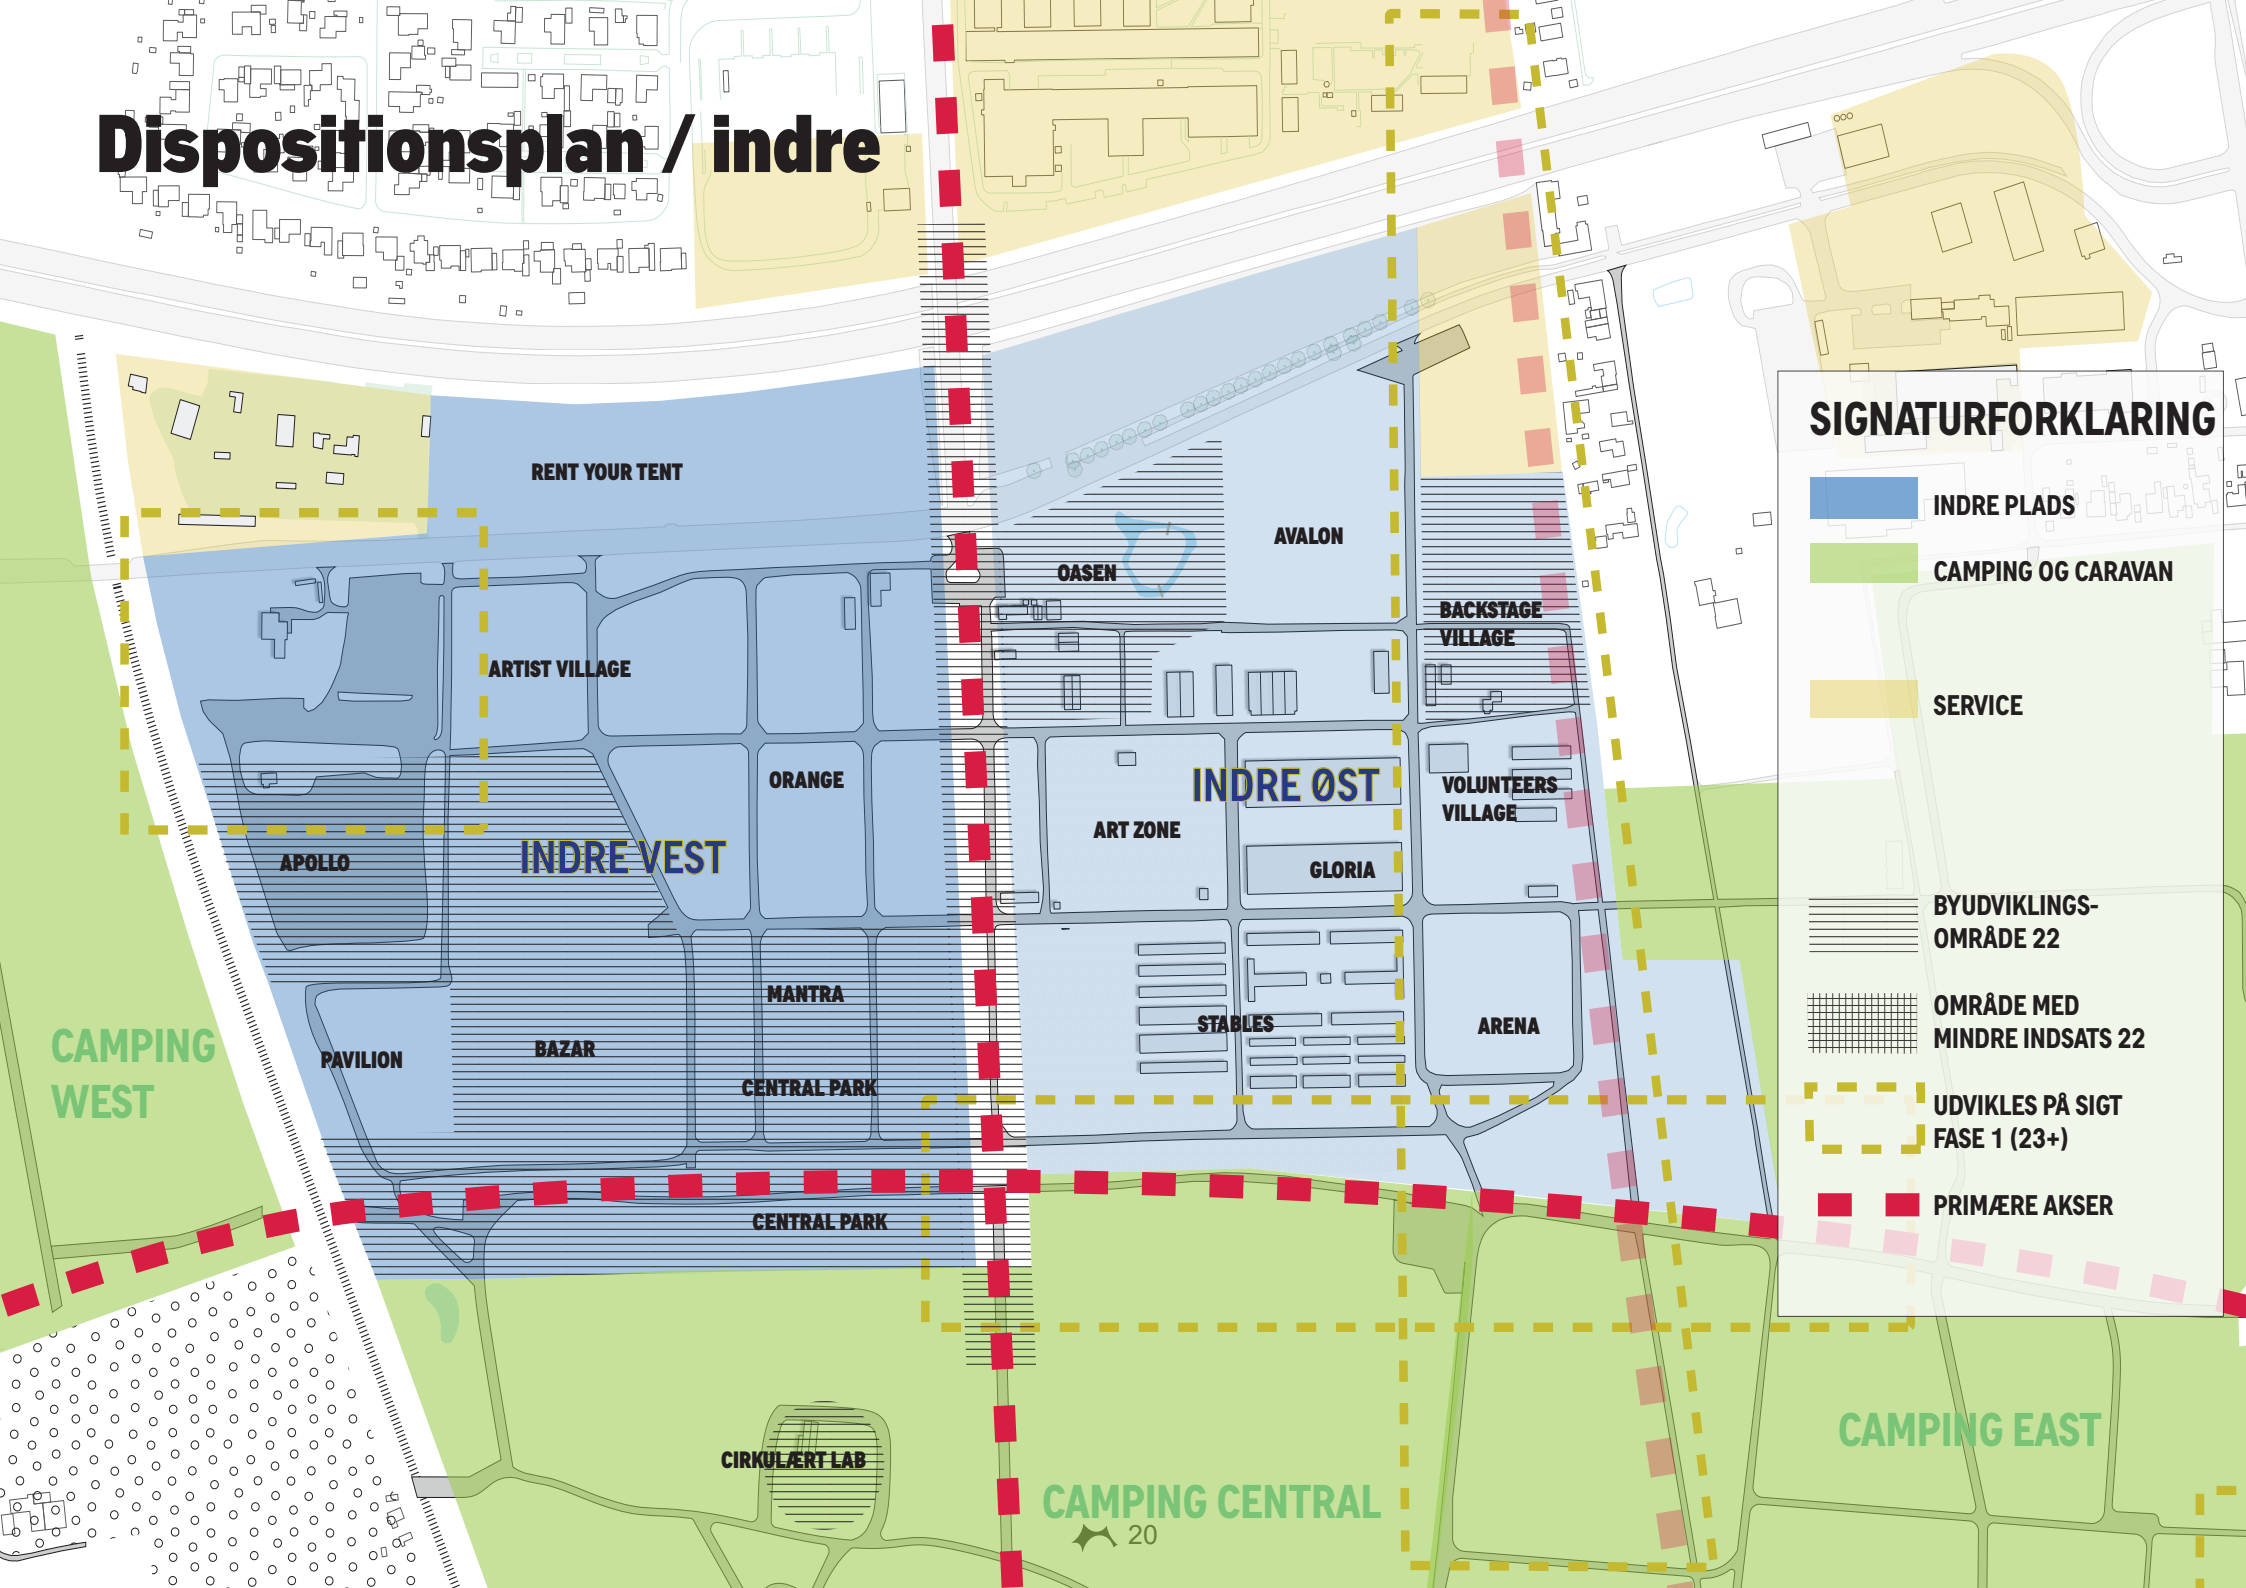 Dispositionsplan / indre
SIGNATURFORKLARING
INDRE PLADS
CAMPING OG CARAVAN
SERVICE
BYUDVIKLINGS-
OMRÅDE 22
OMRÅDE MED
MINDRE INDSATS 22
UDVIKLES PÅ SIGT
FASE 1 (23+)
PRIMÆRE AKSER
RENT YOUR TENT
AVALON
OASEN
BACKSTAGE
VILLAGE
ARTIST VILLAGE
ORANGE
INDRE ØST
VOLUNTEERS
VILLAGE
ART ZONE
INDRE VEST
APOLLO
GLORIA
MANTRA
STABLES
ARENA
CAMPING
WEST
PAVILION
BAZAR
CENTRAL PARK
CENTRAL PARK
CIRKULÆRT LAB
CAMPING CENTRAL
CAMPING EAST
20